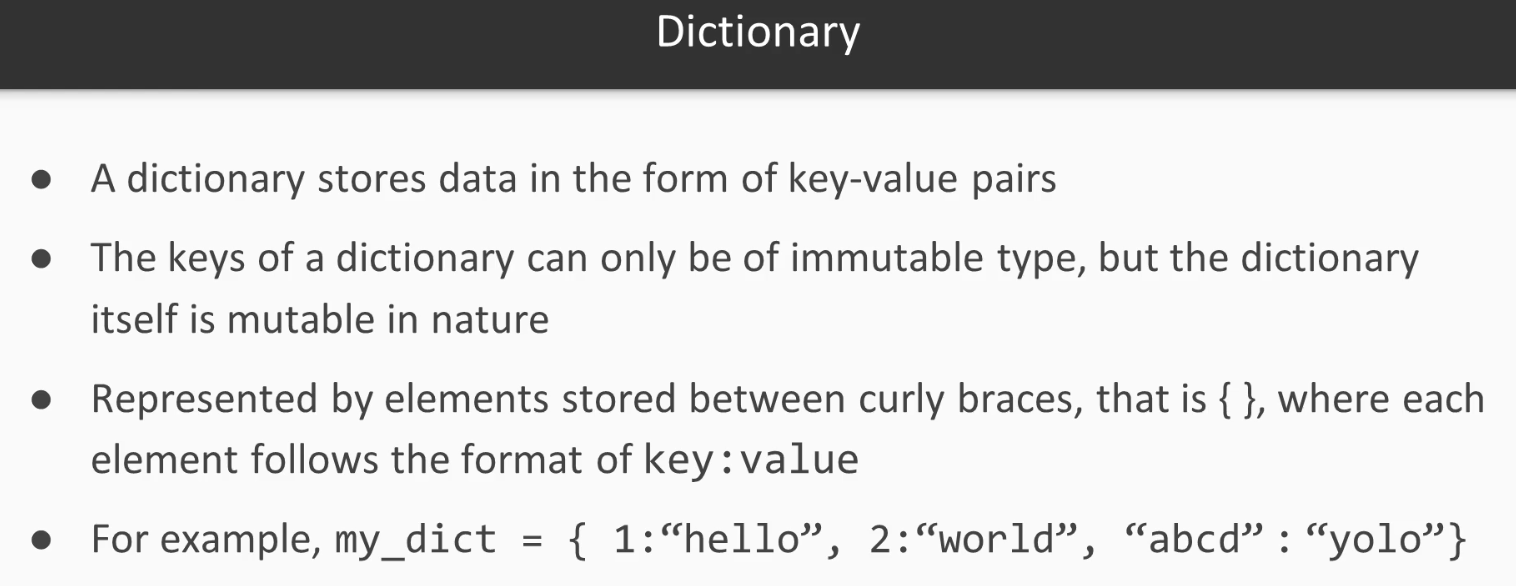 Dictionary
● A dictionary stores data in the form of key-value pairs
● The keys of a dictionary can only be of immutable type, but the dictionary
itself is mutable in nature
● Represented by elements stored between curly braces, that is { }, where each
element follows the format of key:value
● For example, my_dict = { 1:“hello”, 2:“world”, “abcd” : “yolo”}